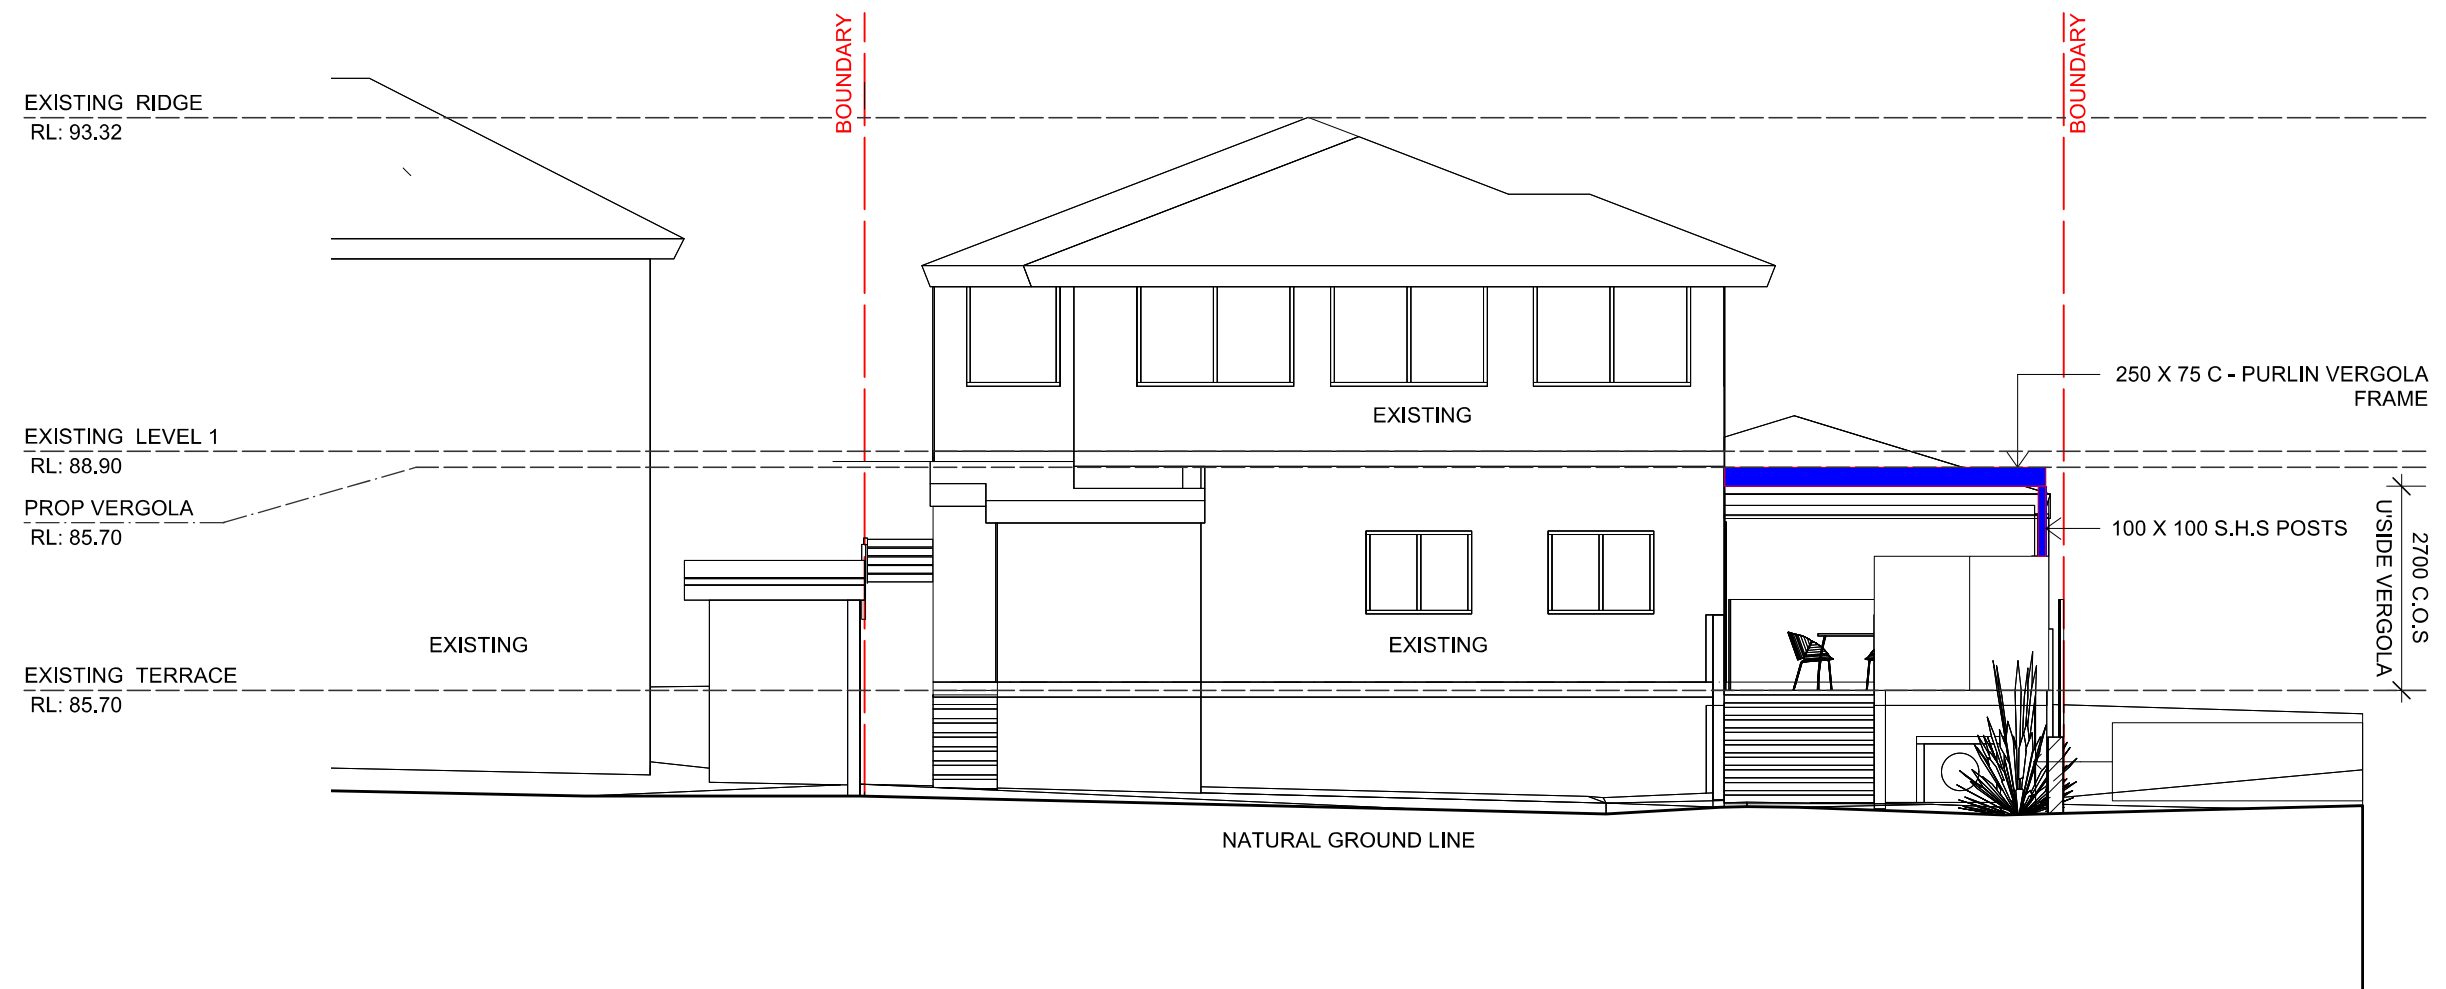 BOUNDARY
BOUNDARY
EXISTING RIDGE
RL: 93.32
250 X 75 C - PURLIN VERGOLA
FRAME
EXISTING
EXISTING LEVEL 1
RL: 88.90
PROP VERGOLA
RL: 85.70
100 X 100 S.H.S POSTS
2700 C.O.S
U'SIDE VERGOLA
EXISTING
EXISTING
EXISTING TERRACE
RL: 85.70
NATURAL GROUND LINE